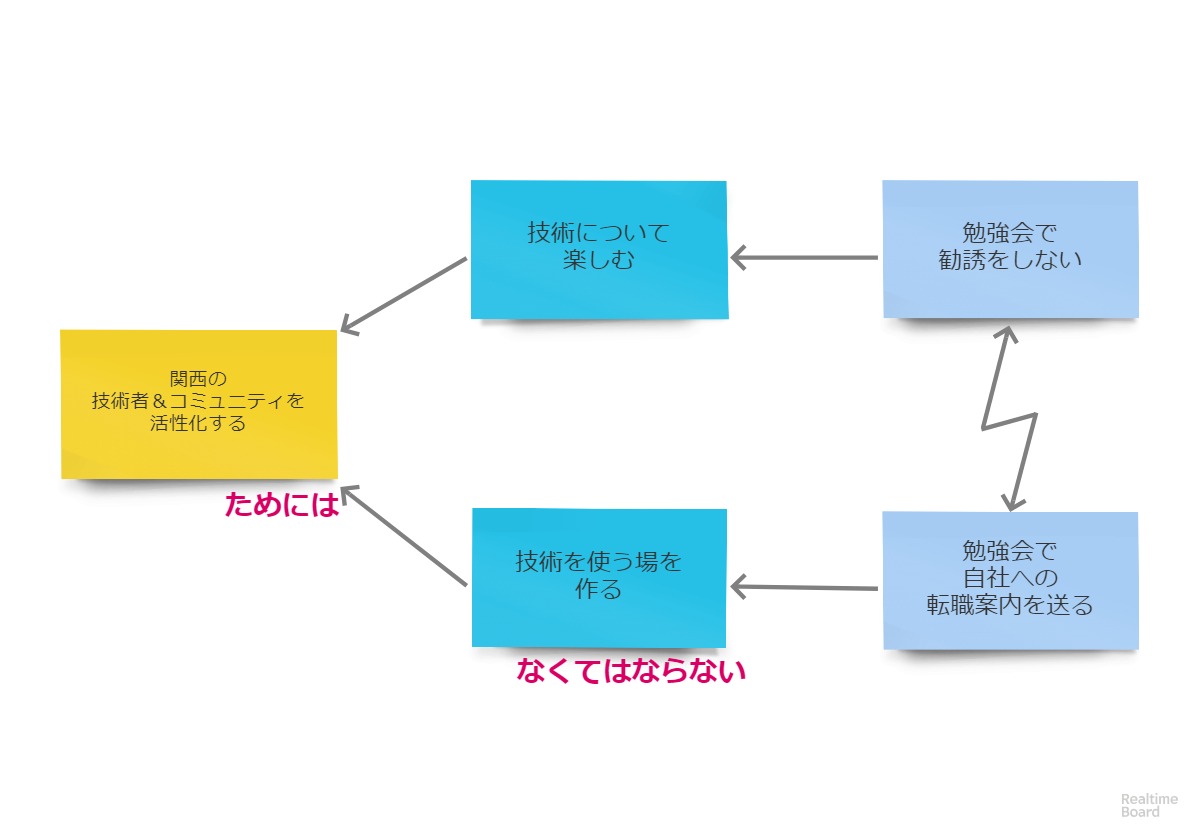 技術について
楽しむ
勉強会で
勧誘をしない
関西の
技術者＆コミュニティを
活性化する
ためには
技術を使う場を
作る
なくてはならない
勉強会で
自社への
転職案内を送る
Realtime
Board